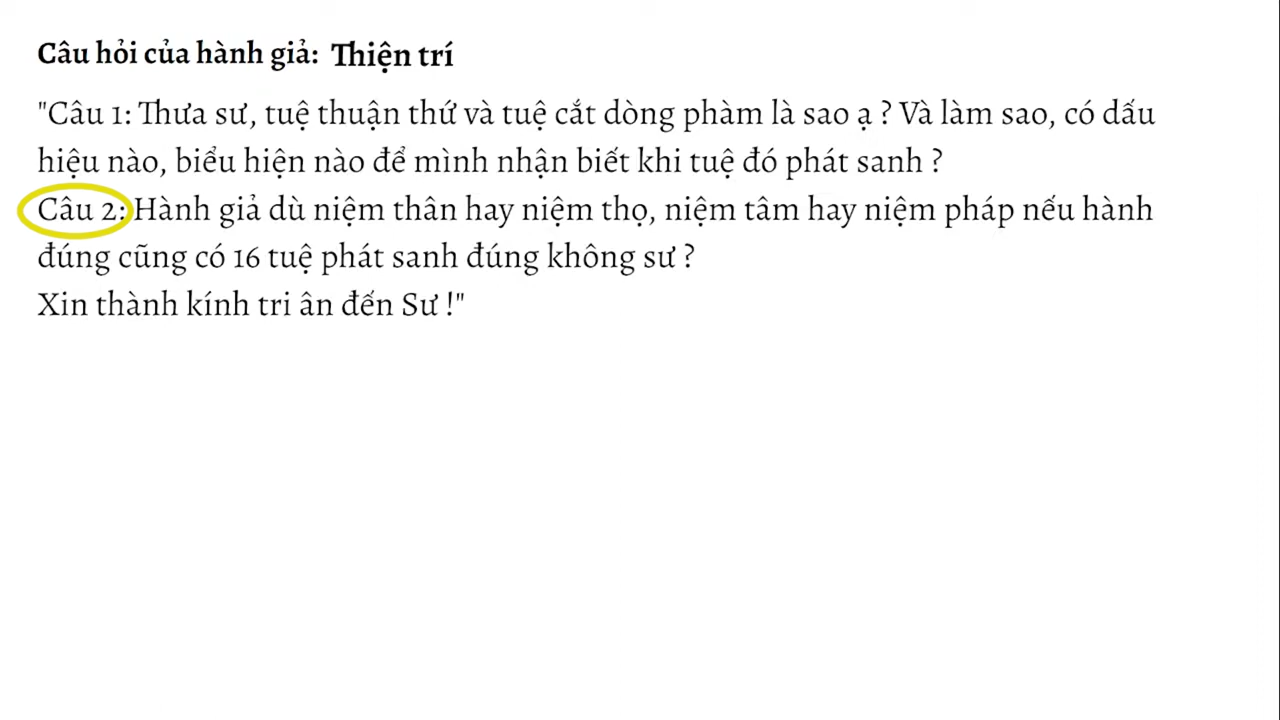 Câu hỏi của hành giả: Thiện trí
"Câu 1: Thưa sư, tuệ thuận thứ và tuệ cắt dòng phàm là sao ạ ? Và làm sao, có dấu
hiệu nào, biểu hiện nào để mình nhận biết khi tuệ đó phát sanh ?
Câu 2: Hành giả dù niệm thân hay niệm thọ, niệm tâm hay niệm pháp nếu hành
đúng cũng có 16 tuệ phát sanh đúng không sư ?
Xin thành kính tri ân đến Sư !"